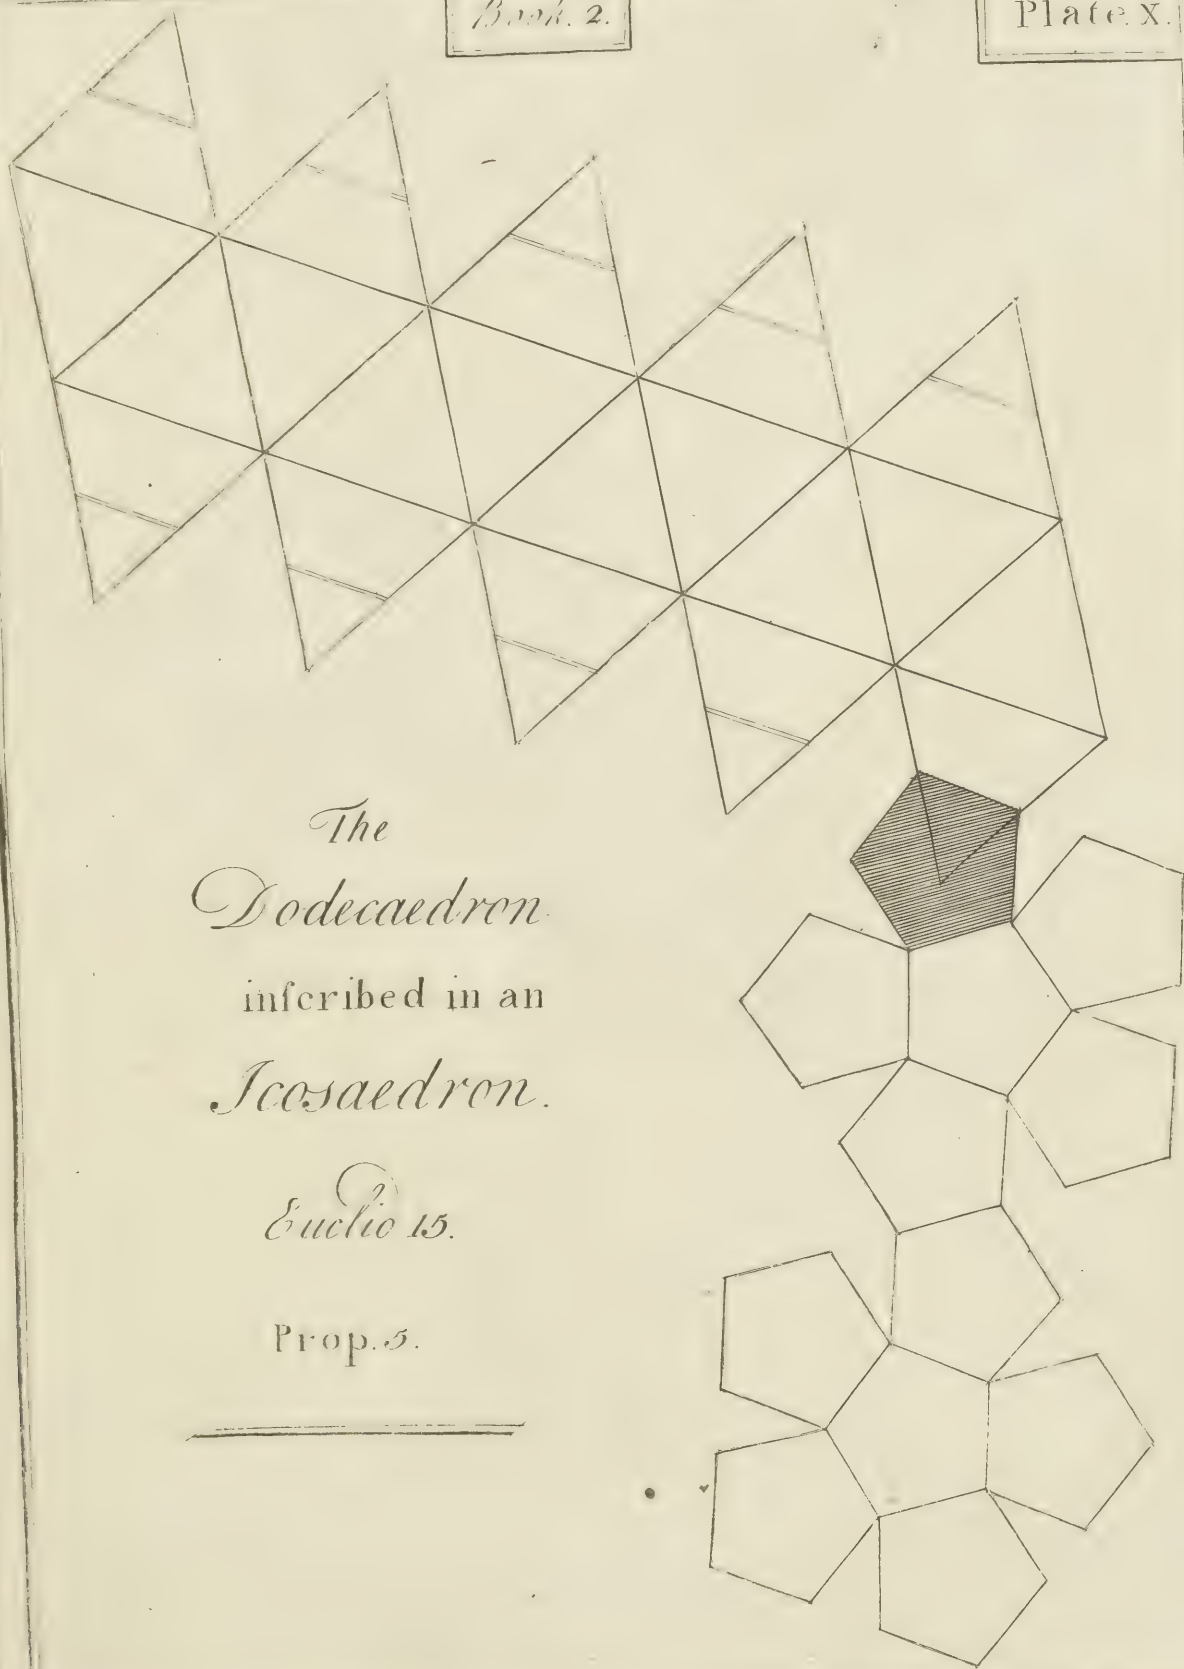 Book. 2.
Plate. X.
The
Dodecaedron
inſcribed in an
Icosaedron.
Euclid 15.
Prop. 5.